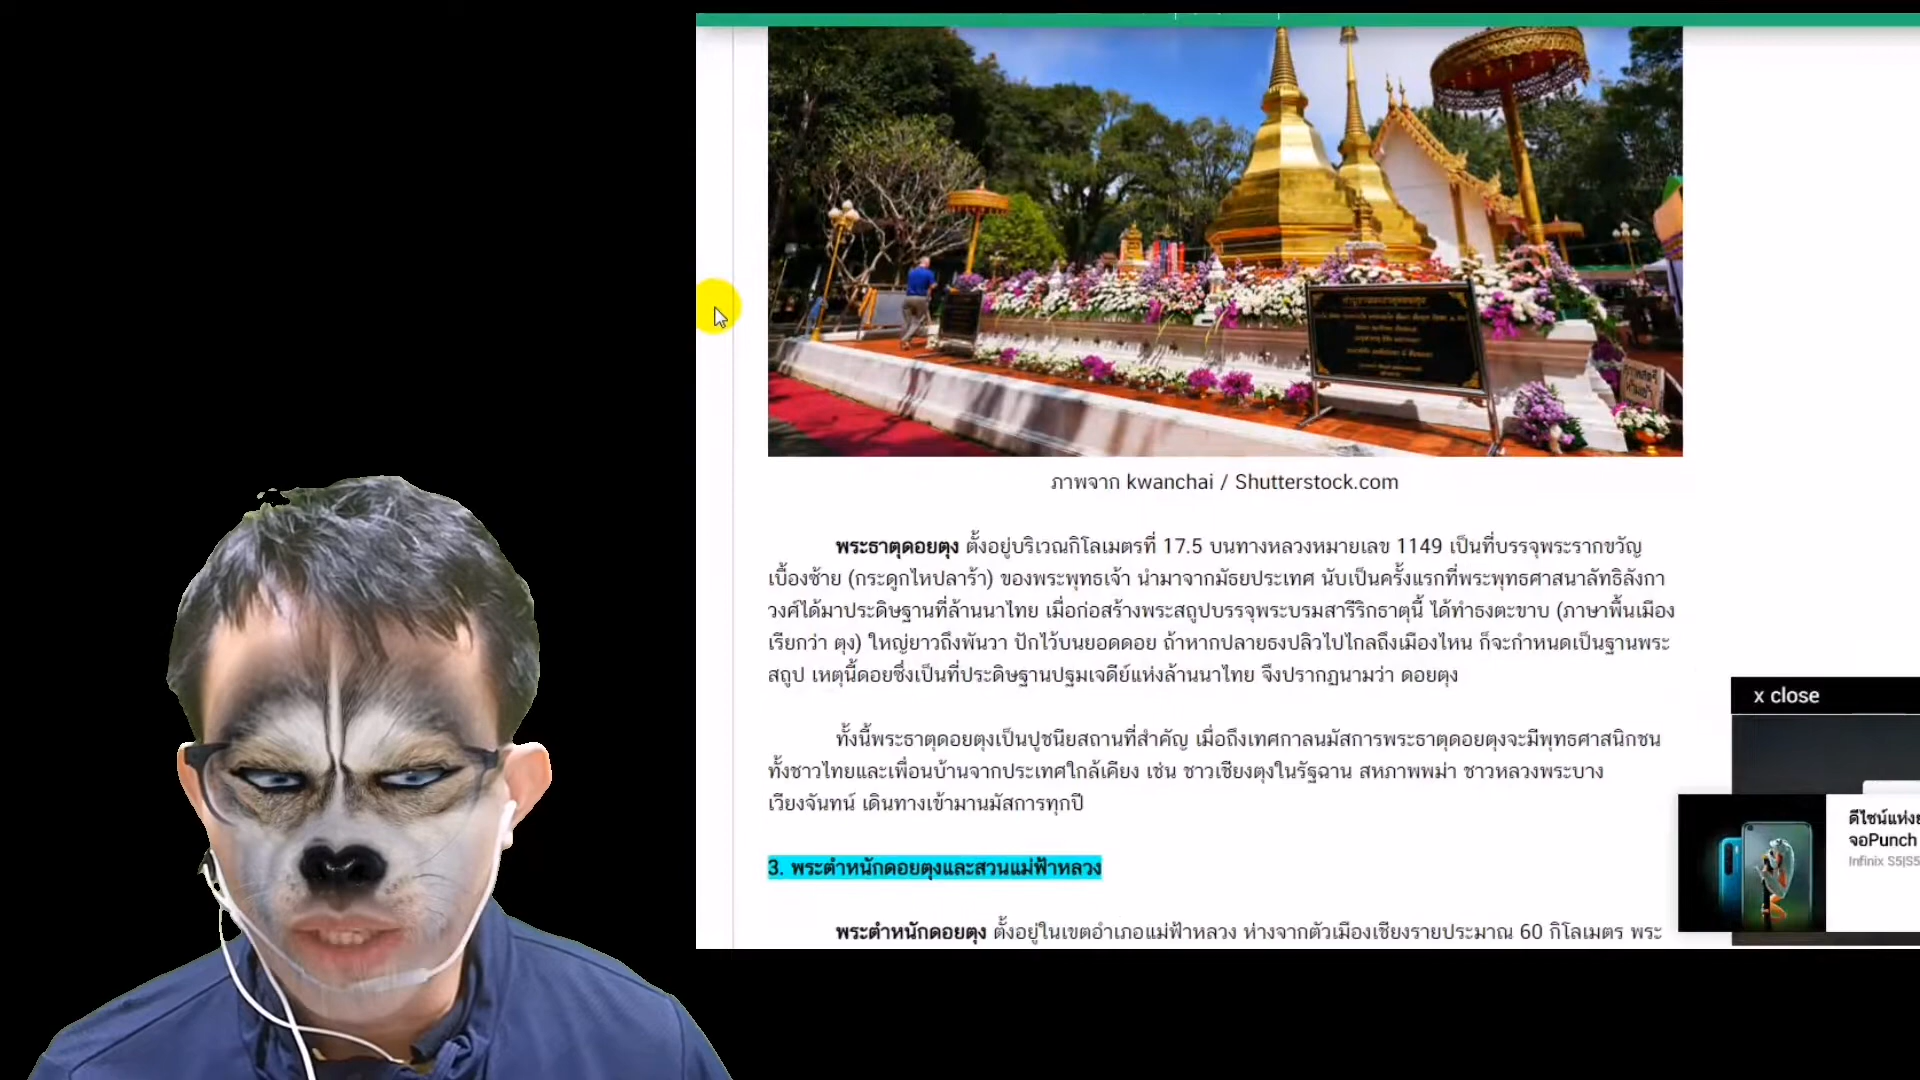 ภาพจาก kwanchai / Shutterstock.com
พระธาตุดอยตุง ตั้งอยู่บริเวณกิโลเมตรที่ 17.5 บนทางหลวงหมายเลข 1149 เป็นที่บรรจุพระรากขวัญ
เบื้องซ้าย (กระดูกไหปลาร้า) ของพระพุทธเจ้า นำมาจากมัธยประเทศ นับเป็นครั้งแรกที่พระพุทธศาสนาลัทธิลังกา
วงศ์ได้มาประดิษฐานที่ล้านนาไทย เมื่อก่อสร้างพระสถูปบรรจุพระบรมสารีริกธาตุนี้ ได้ทำธงตะขาบ (ภาษาพื้นเมือง
เรียกว่า ตุง) ใหญ่ยาวถึงพันวา ปักไว้บนยอดดอย ถ้าหากปลายธงปลิวไปไกลถึงเมืองไหน ก็จะกำหนดเป็นฐานพระ
สถูป เหตุนี้ดอยซึ่งเป็นที่ประดิษฐานปฐมเจดีย์แห่งล้านนาไทย จึงปรากฏนามว่า ดอยตุง
ทั้งนี้พระธาตุดอยตุงเป็นปูชนียสถานที่สำคัญ เมื่อถึงเทศกาลนมัสการพระธาตุดอยตุงจะมีพุทธศาสนิกชน
ทั้งชาวไทยและเพื่อนบ้านจากประเทศใกล้เคียง เช่น ชาวเชียงตุงในรัฐฉาน สหภาพพม่า ชาวหลวงพระบาง
เวียงจันทน์ เดินทางเข้ามานมัสการทุกปี
3. พระตำหนักดอยตุงและสวนแม่ฟ้าหลวง
พระตำหนักดอยตุง ตั้งอยู่ในเขตอำเภอแม่ฟ้าหลวง ห่างจากตัวเมืองเชียงรายประมาณ 60 กิโลเมตร พระ
x close
ดีไซน์แห่ง
จอPunch
Infinix S5|S5